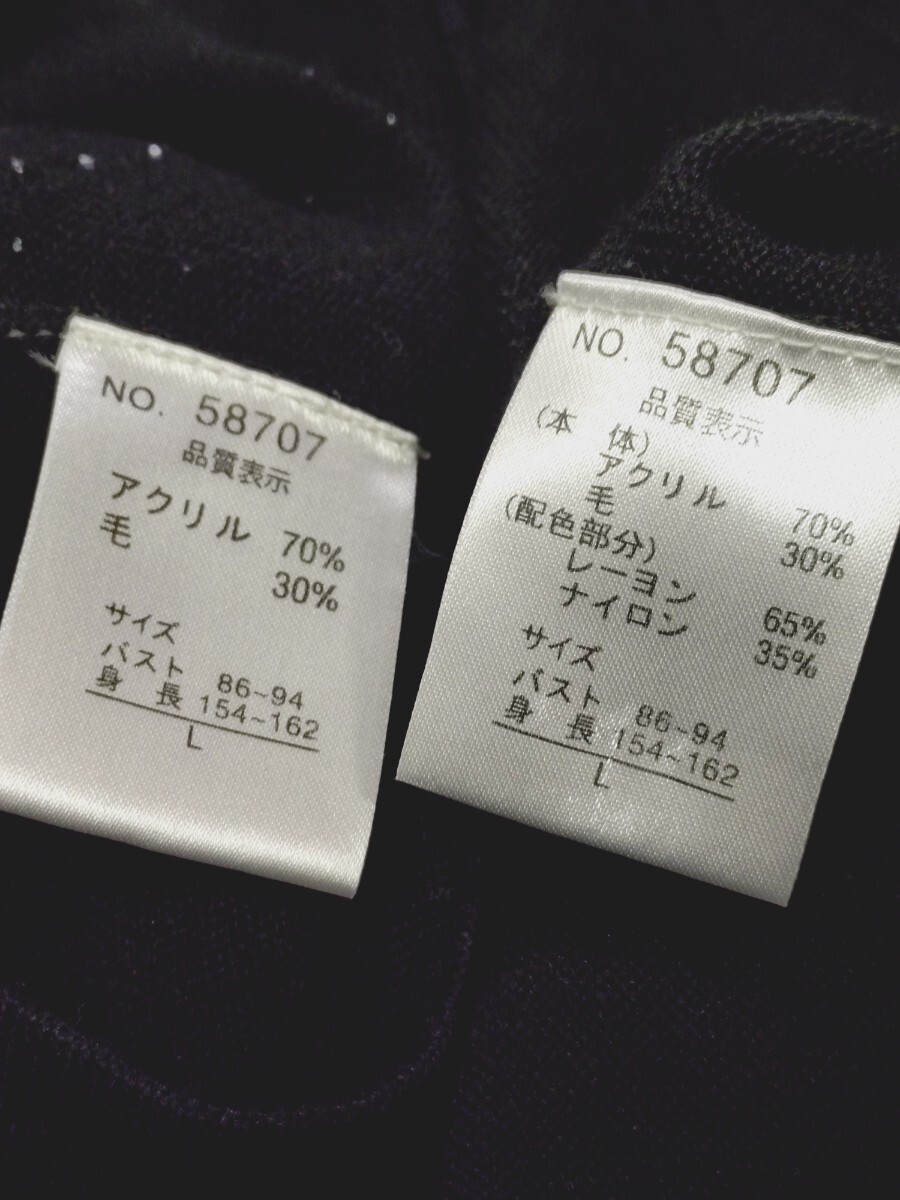 NO. 58707
品質表示
アクリル 70%
毛 30%
サイズ
バスト 86~94
身 長 154~162
L
NO. 58707
品質表示
(本 体)
アクリル 70%
毛 30%
(配色部分)
レーヨン 65%
ナイロン 35%
サイズ
バスト 86~94
身 長 154~162
L